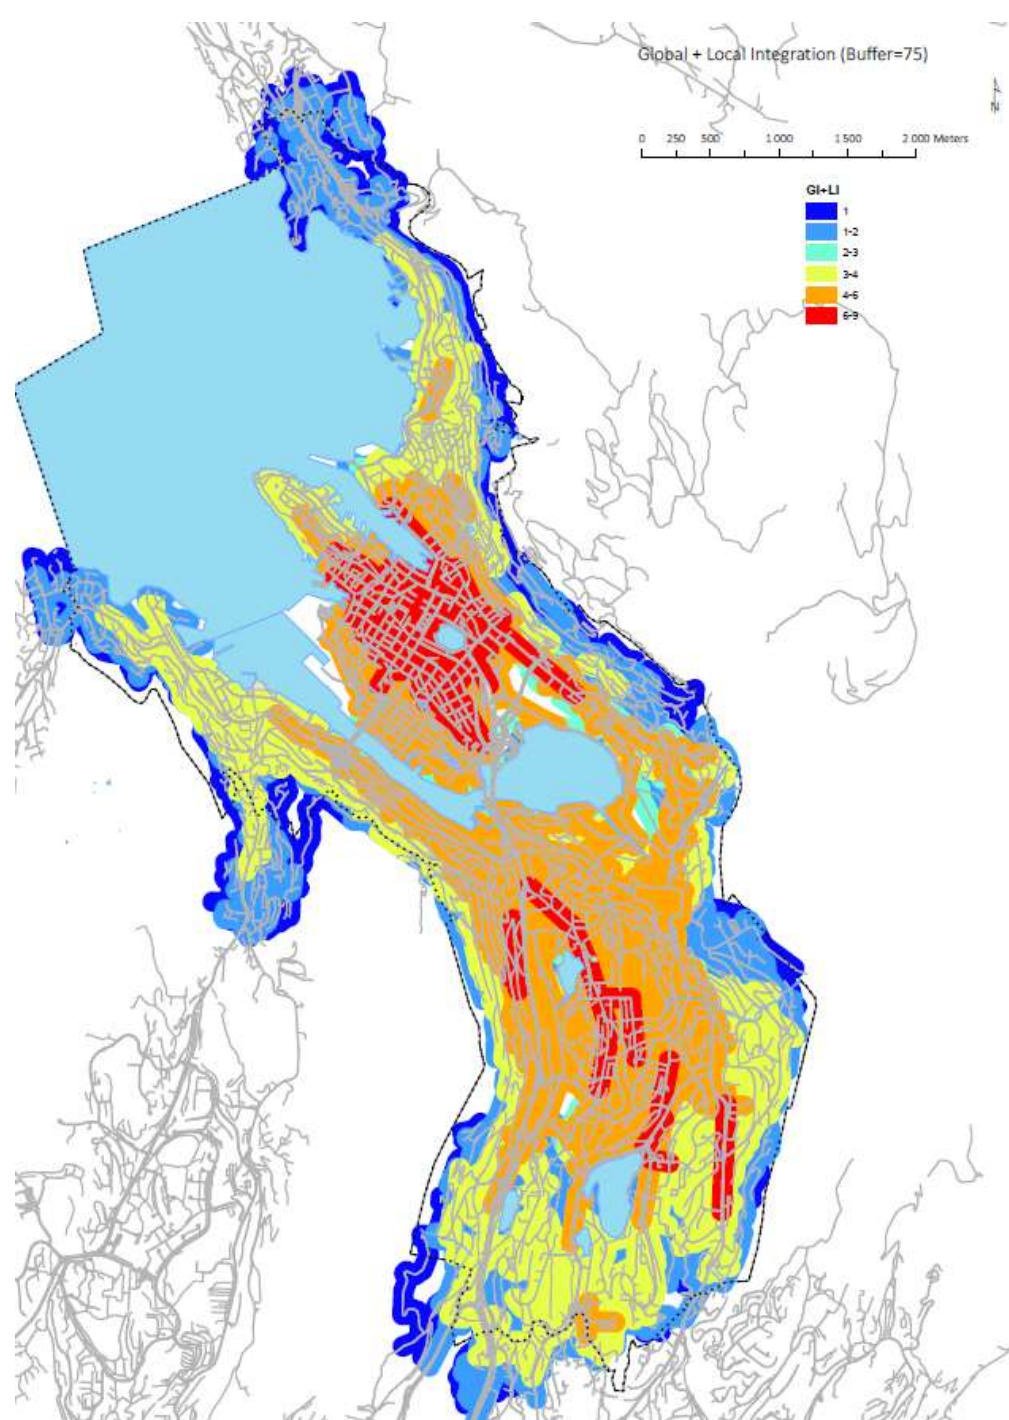 Global + Local Integration (Buffer=75)
N
0 250 500 1 000 1 500 2 000 Meters
GI+LI
1
1-2
2-3
3-4
4-6
6-9